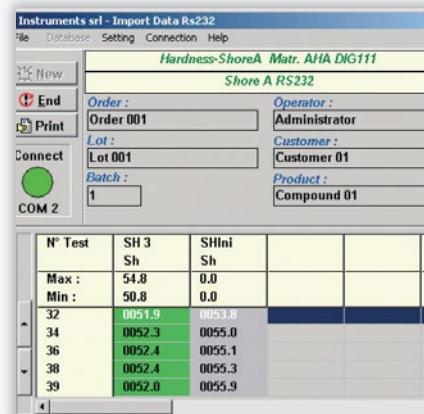 Instruments srl - Import Data Rs232
File Database Setting Connection Help
New
Hardness-ShoreA Matr. AHA DIG111
Shore A RS232
End
Print
Connect
COM 2
Order :
Order 001
Operator :
Administrator
Lot :
Lot 001
Customer :
Customer 01
Batch :
1
Product :
Compound 01
N° Test SH 3 SHIni
Sh Sh
Max : 54.8 0.0
Min : 50.8 0.0
32 0051.9 0053.8
34 0052.3 0055.0
36 0052.4 0055.1
38 0052.4 0055.3
39 0052.0 0055.9